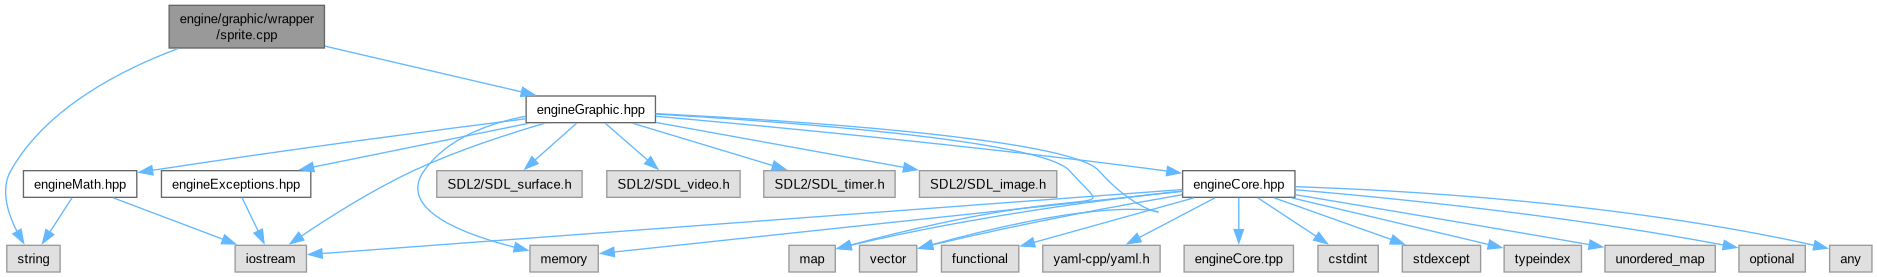 engine/graphic/wrapper
/sprite.cpp
engineGraphic.hpp
engineMath.hpp
engineExceptions.hpp
SDL2/SDL_surface.h
SDL2/SDL_video.h
SDL2/SDL_timer.h
SDL2/SDL_image.h
engineCore.hpp
string
iostream
memory
map
vector
functional
yaml-cpp/yaml.h
engineCore.tpp
cstdint
stdexcept
typeindex
unordered_map
optional
any